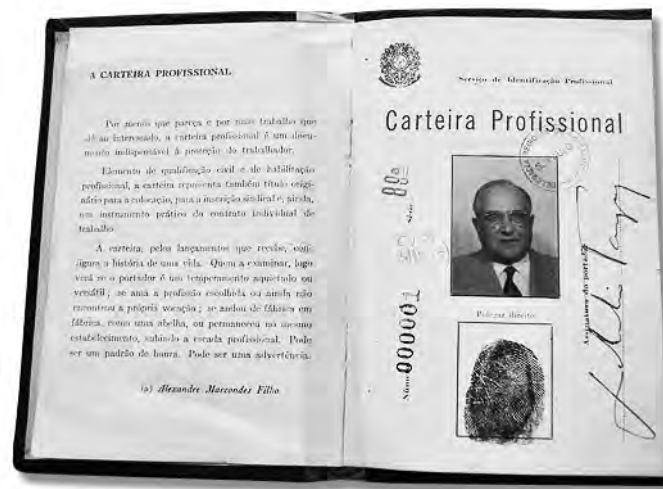 A CARTEIRA PROFISSIONAL
Por menos que pareça e por mais trabalho que
dê ao interessado, a carteira profissional é um docu-
mento indispensável à proteção do trabalhador.
Elemento de qualificação civil e de habilitação
profissional, a carteira representa também título origi-
nário para a colocação, para a inscrição sindical e, ainda,
um instrumento prático do contrato individual de
trabalho.
A carteira, pelos lançamentos que recebe, confi-
gura a história de uma vida. Quem a examinar, logo
verá se o portador é um temperamento aquietado ou
versátil; se ama a profissão escolhida ou ainda não
encontrou a própria vocação; se andou de fábrica em
fábrica, como uma abelha, ou permaneceu no mesmo
estabelecimento, subindo a escada profissional. Pode
ser um padrão de honra. Pode ser uma advertência.
(a) Alexandre Marcondes Filho
Serviço de Identificação Profissional
Carteira Profissional
Série
Número 000001
Polegar direito
Assinatura do portador